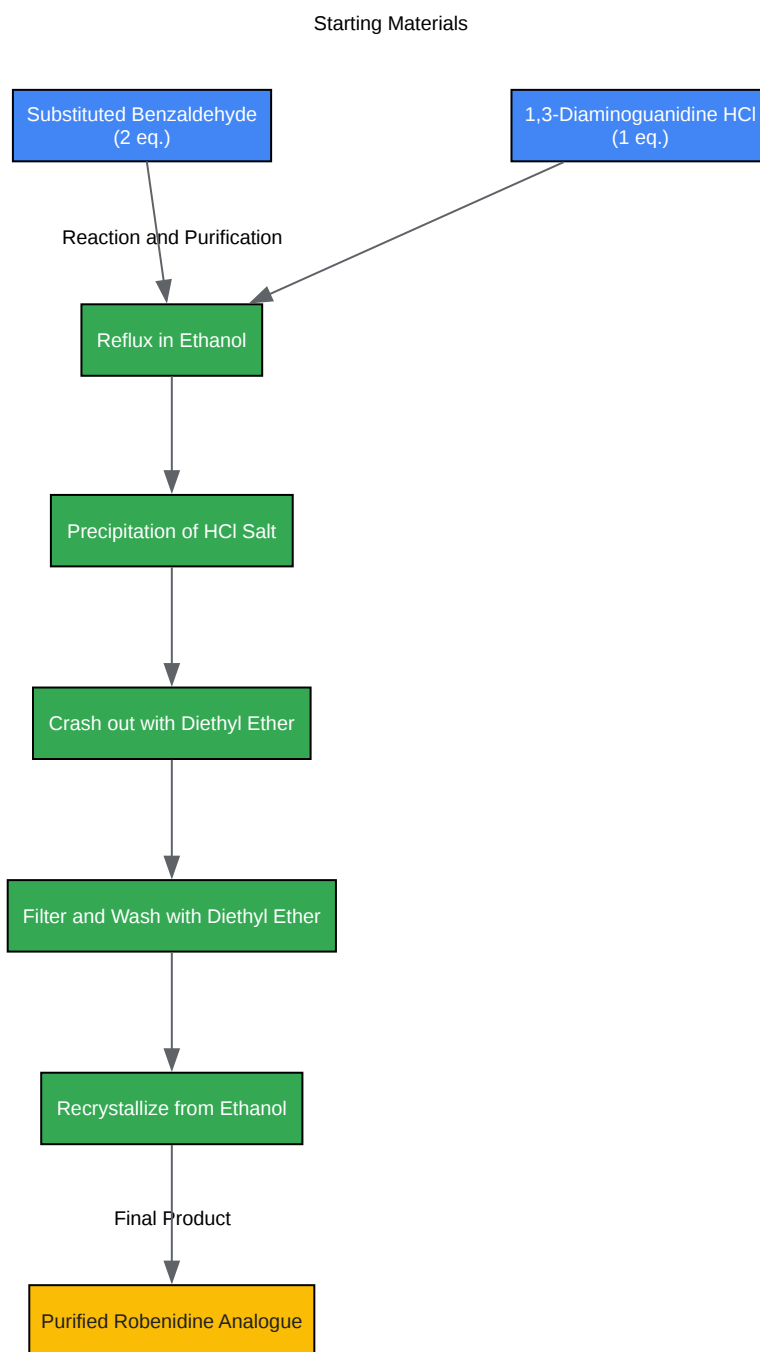 Starting Materials
Substituted Benzaldehyde
(2 eq.)
1,3-Diaminoguanidine HCl
(1 eq.)
Reaction and Purification
Reflux in Ethanol
Precipitation of HCl Salt
Crash out with Diethyl Ether
Filter and Wash with Diethyl Ether
Recrystallize from Ethanol
Final Product
Purified Robenidine Analogue